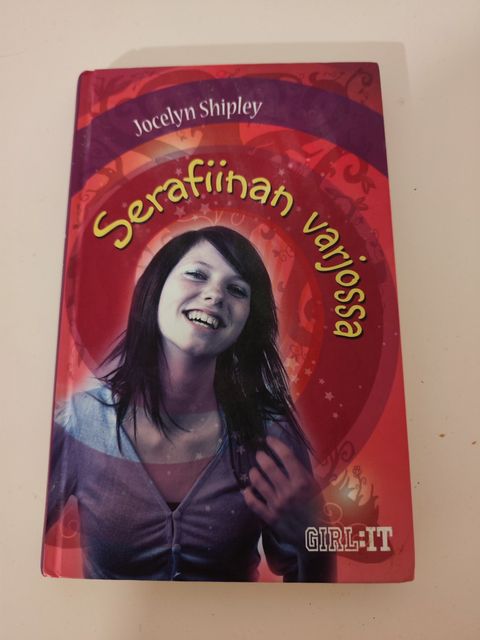 Jocelyn Shipley
Serafiinan varjossa
GIRL:IT